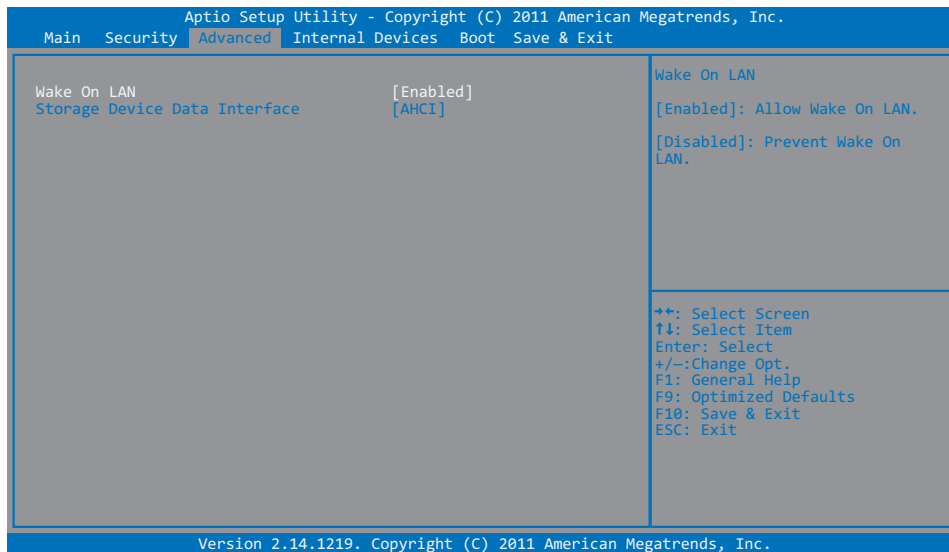 Aptio Setup Utility - Copyright (C) 2011 American Megatrends, Inc.
Main Security Advanced Internal Devices Boot Save & Exit
Wake On LAN [Enabled]
Storage Device Data Interface [AHCI]
Wake On LAN
[Enabled]: Allow Wake On LAN.
[Disabled]: Prevent Wake On
LAN.
→←: Select Screen
↑↓: Select Item
Enter: Select
+/—:Change Opt.
F1: General Help
F9: Optimized Defaults
F10: Save & Exit
ESC: Exit
Version 2.14.1219. Copyright (C) 2011 American Megatrends, Inc.